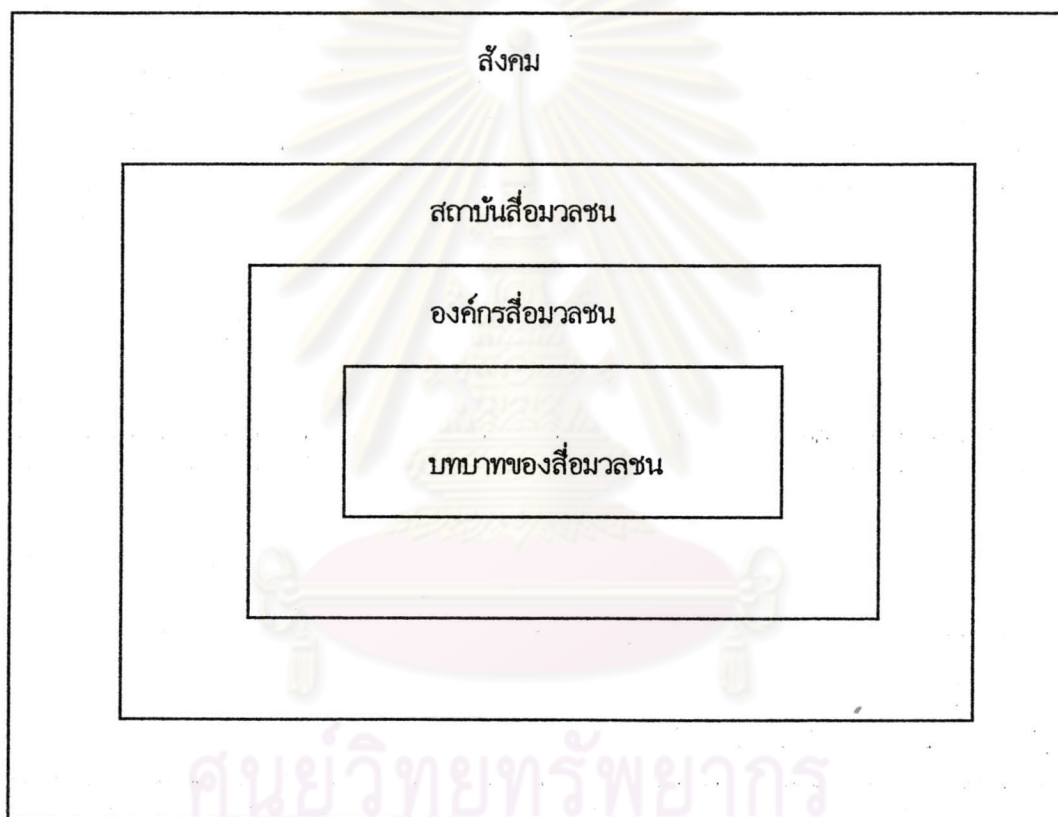 สังคม
สถาบันสื่อมวลชน
องค์กรสื่อมวลชน
บทบาทของสื่อมวลชน
ศูนย์วิทยทรัพยากร